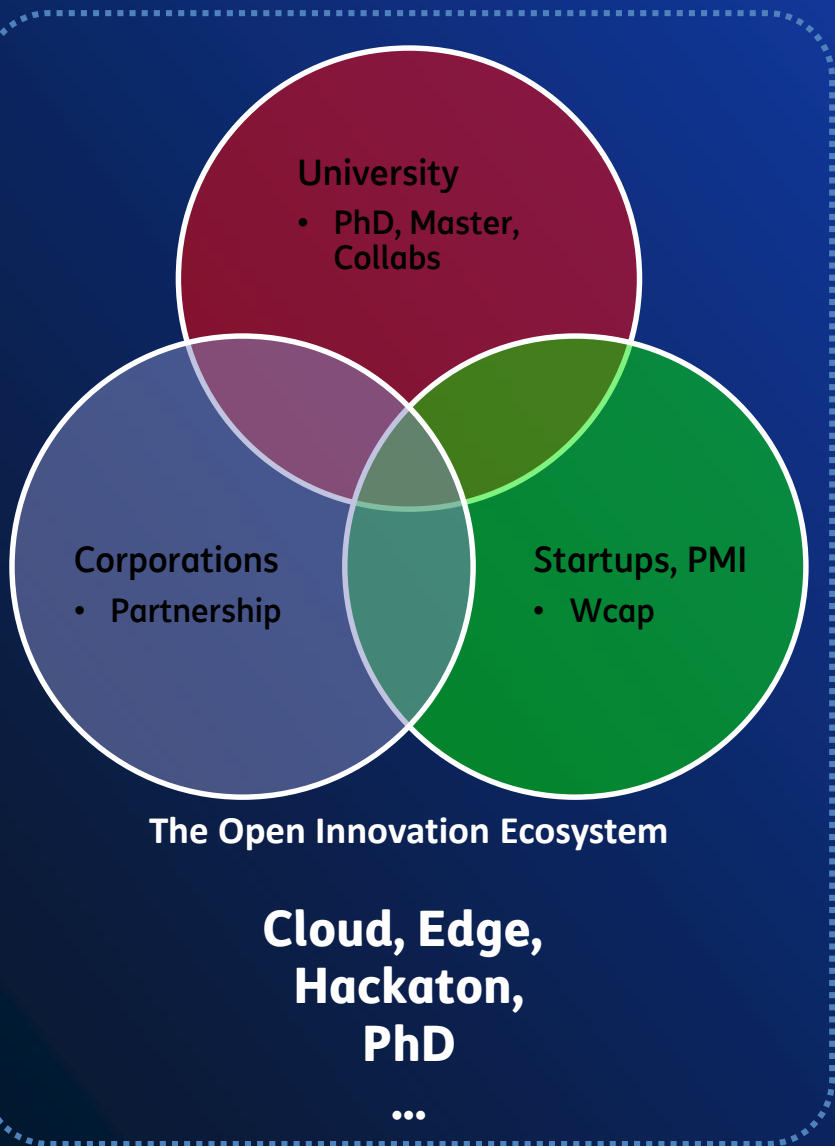 University
• PhD, Master,
Collabs
Corporations
• Partnership
Startups, PMI
• Wcap
The Open Innovation Ecosystem
Cloud, Edge,
Hackaton,
PhD
...